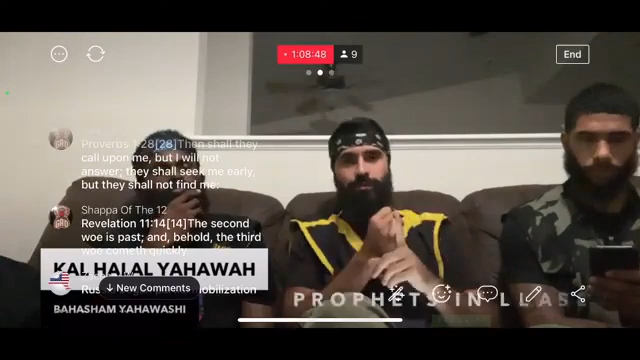 1:08:48
9
End
Proverbs 1:28[28]Then shall they
call upon me, but I will not
answer; they shall seek me early,
but they shall not find me:
Shappa Of The 12
Revelation 11:14[14]The second
woe is past; and, behold, the third
woe cometh quickly.
KAL HALAL YAHAWAH
↓ New Comments
BAHASHAM YAHAWASHI
PROPHETS IN